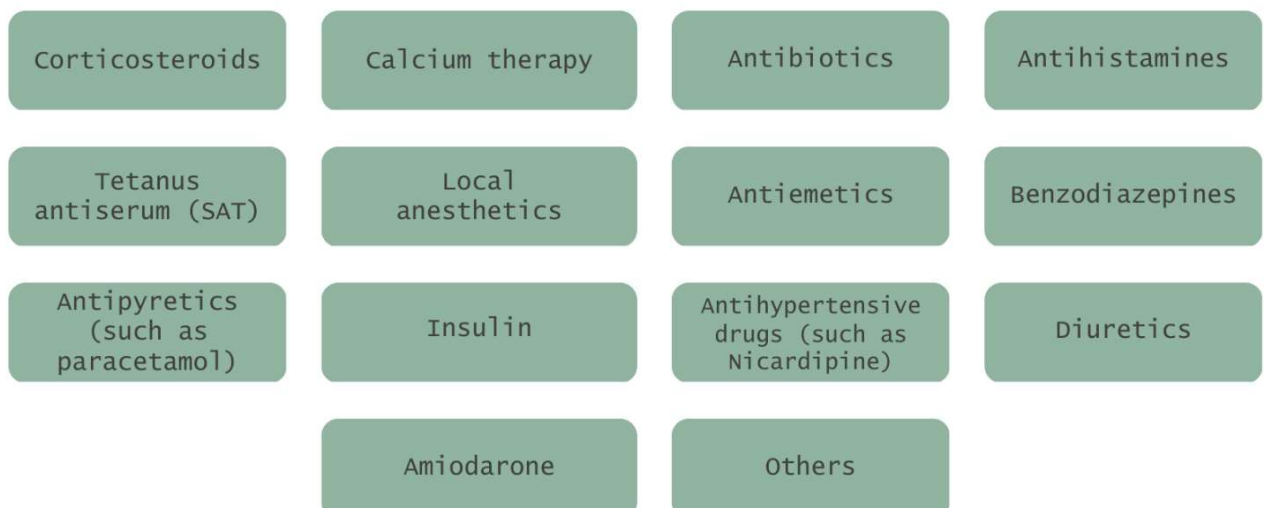 Corticosteroids
Calcium therapy
Antibiotics
Antihistamines
Tetanus
antiserum (SAT)
Local
anesthetics
Antiemetics
Benzodiazepines
Antipyretics
(such as
paracetamol)
Insulin
Antihypertensive
drugs (such as
Nicardipine)
Diuretics
Amiodarone
Others